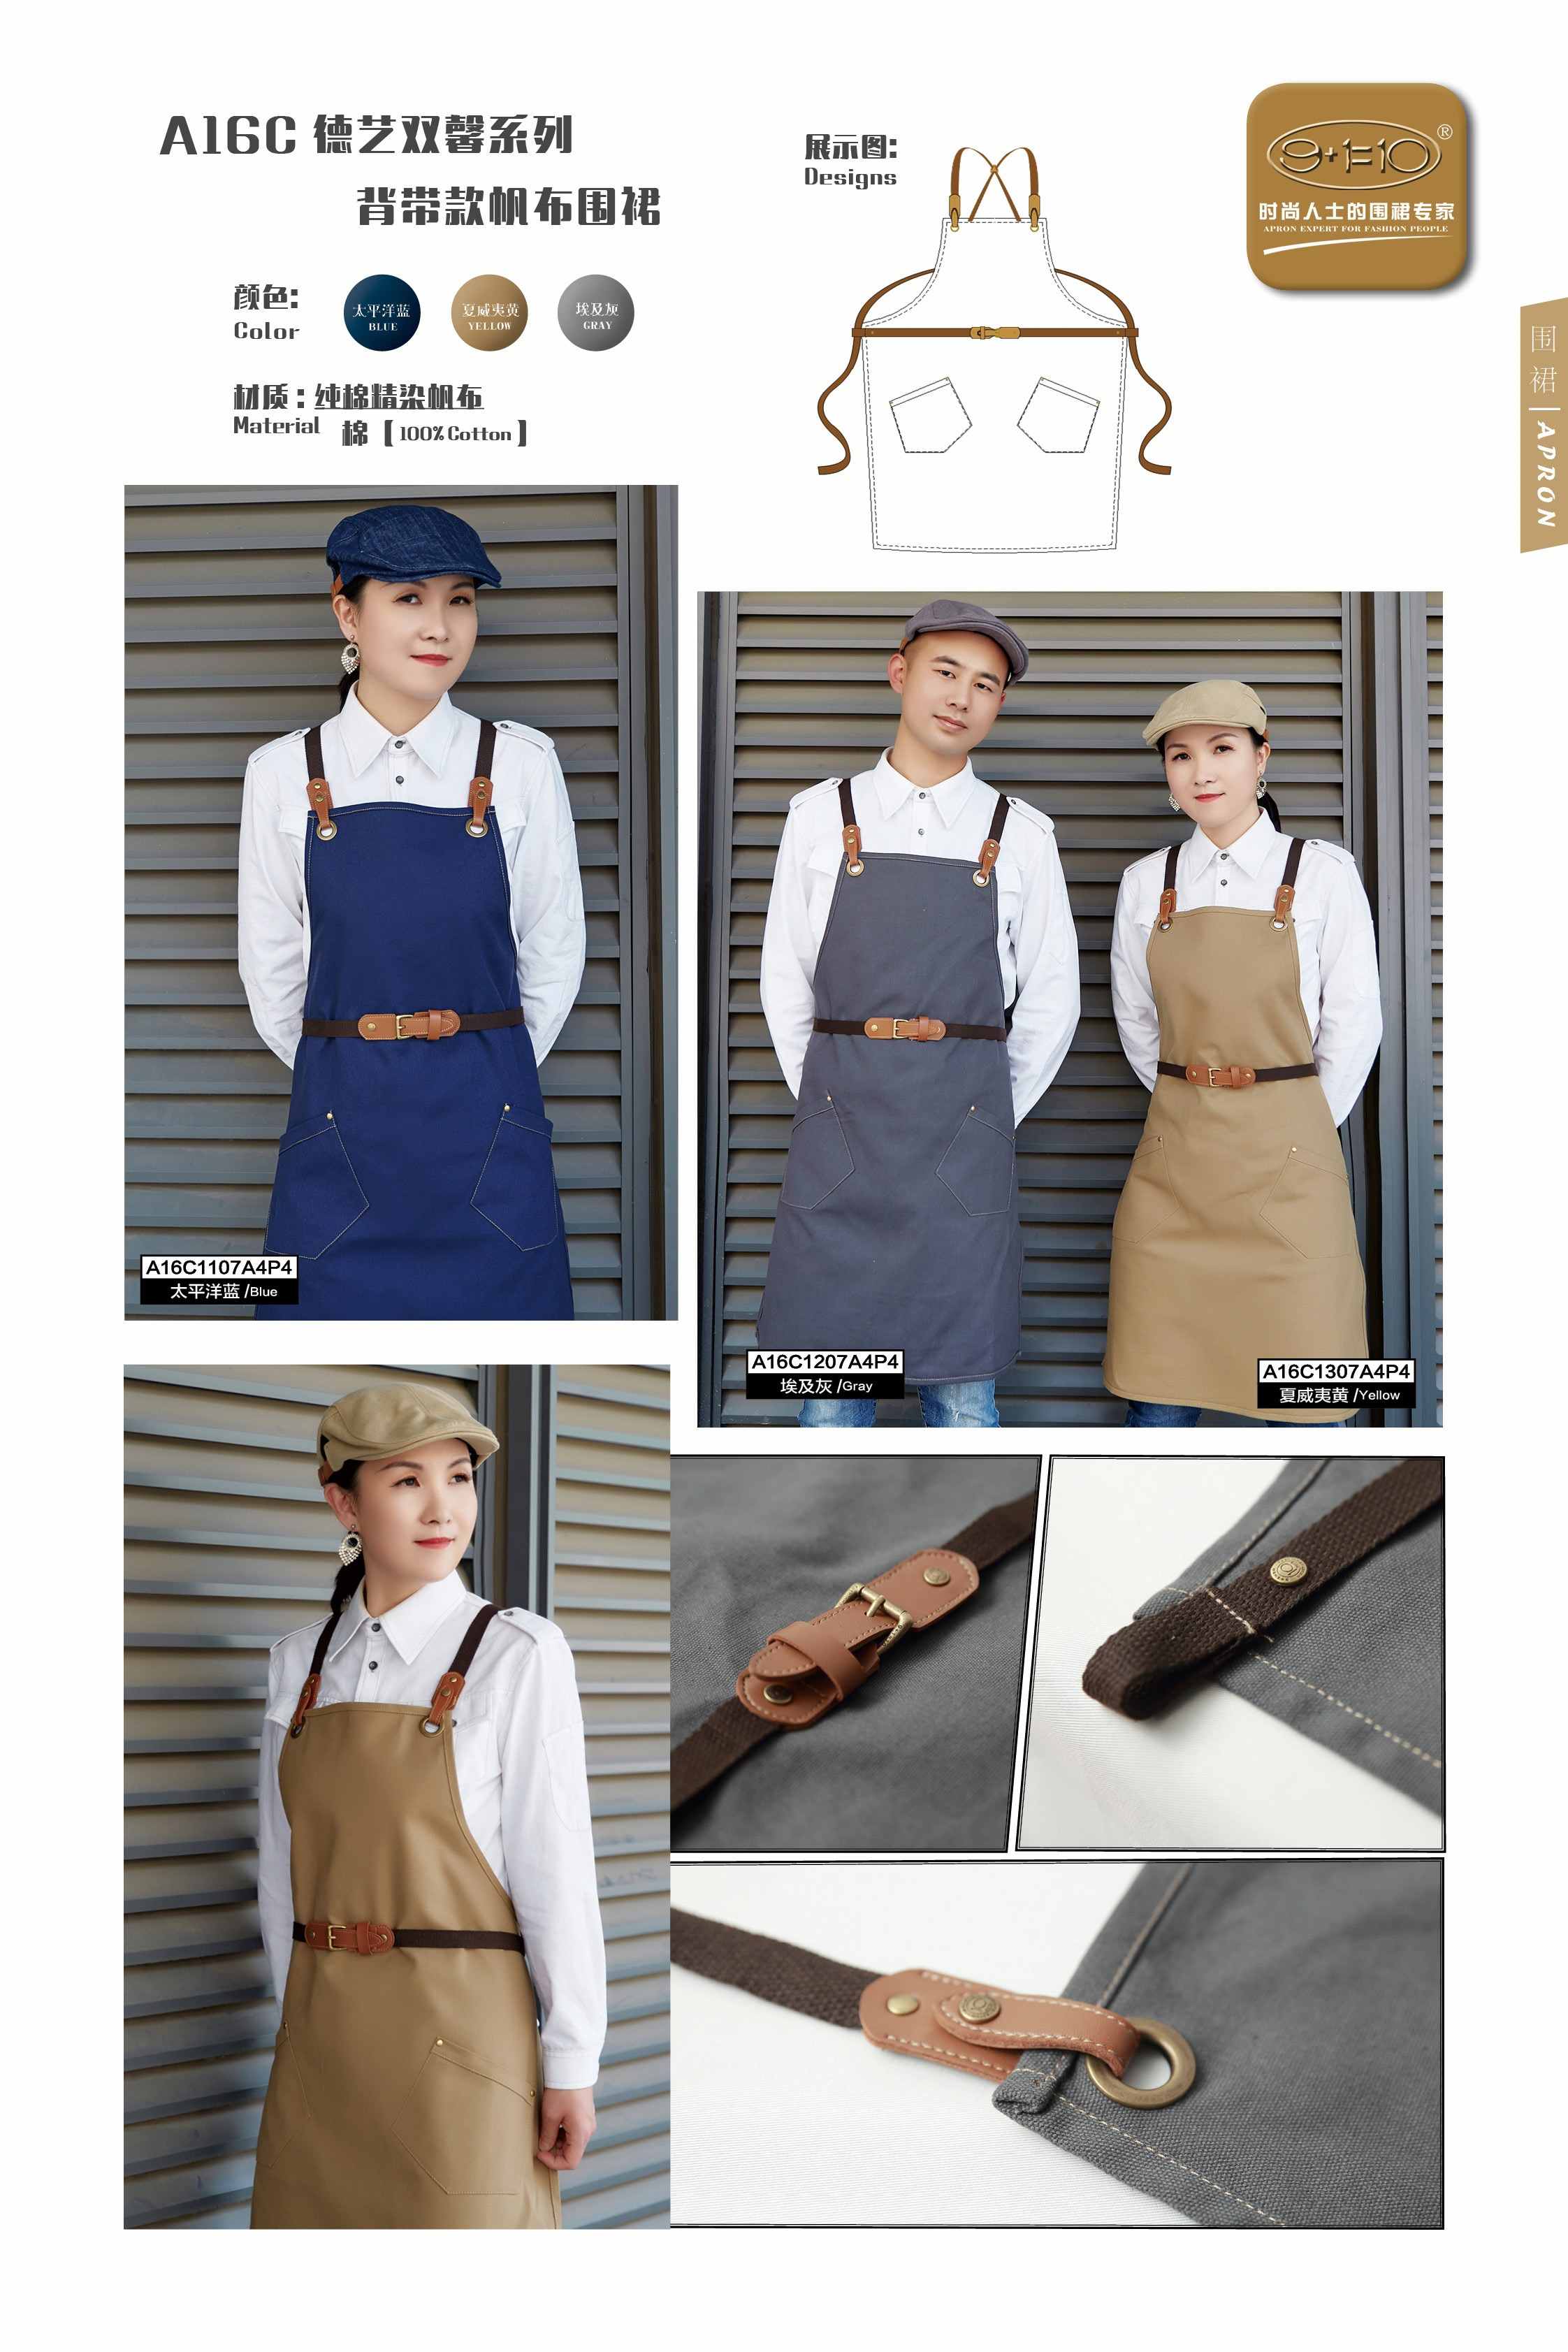 A16C 德艺双馨系列
背带款帆布围裙
颜色:
Color
太平洋蓝
BLUE
夏威夷黄
YELLOW
埃及灰
GRAY
材质：纯棉精染帆布
Material 棉【100% Cotton】
展示图:
Designs
9+1=10®
时尚人士的围裙专家
APRON EXPERT FOR FASHION PEOPLE
围裙 | APRON
A16C1107A4P4
太平洋蓝 /Blue
A16C1207A4P4
埃及灰 /Gray
A16C1307A4P4
夏威夷黄 /Yellow